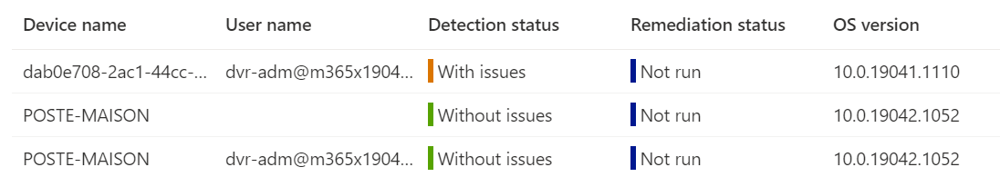 Device name User name Detection status Remediation status OS version
dab0e708-2ac1-44cc-... dvr-adm@m365x1904... With issues Not run 10.0.19041.1110
POSTE-MAISON Without issues Not run 10.0.19042.1052
POSTE-MAISON dvr-adm@m365x1904... Without issues Not run 10.0.19042.1052